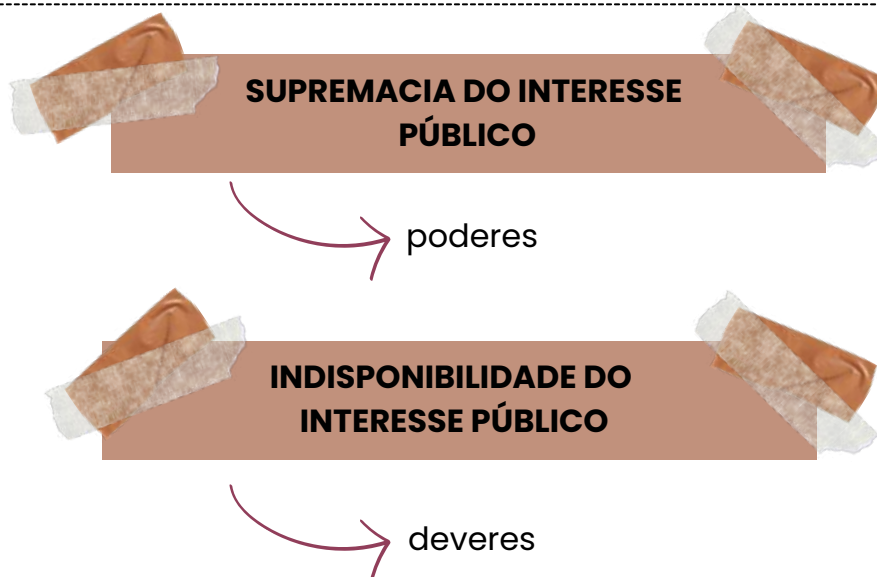 SUPREMACIA DO INTERESSE
PÚBLICO
poderes
INDISPONIBILIDADE DO
INTERESSE PÚBLICO
deveres